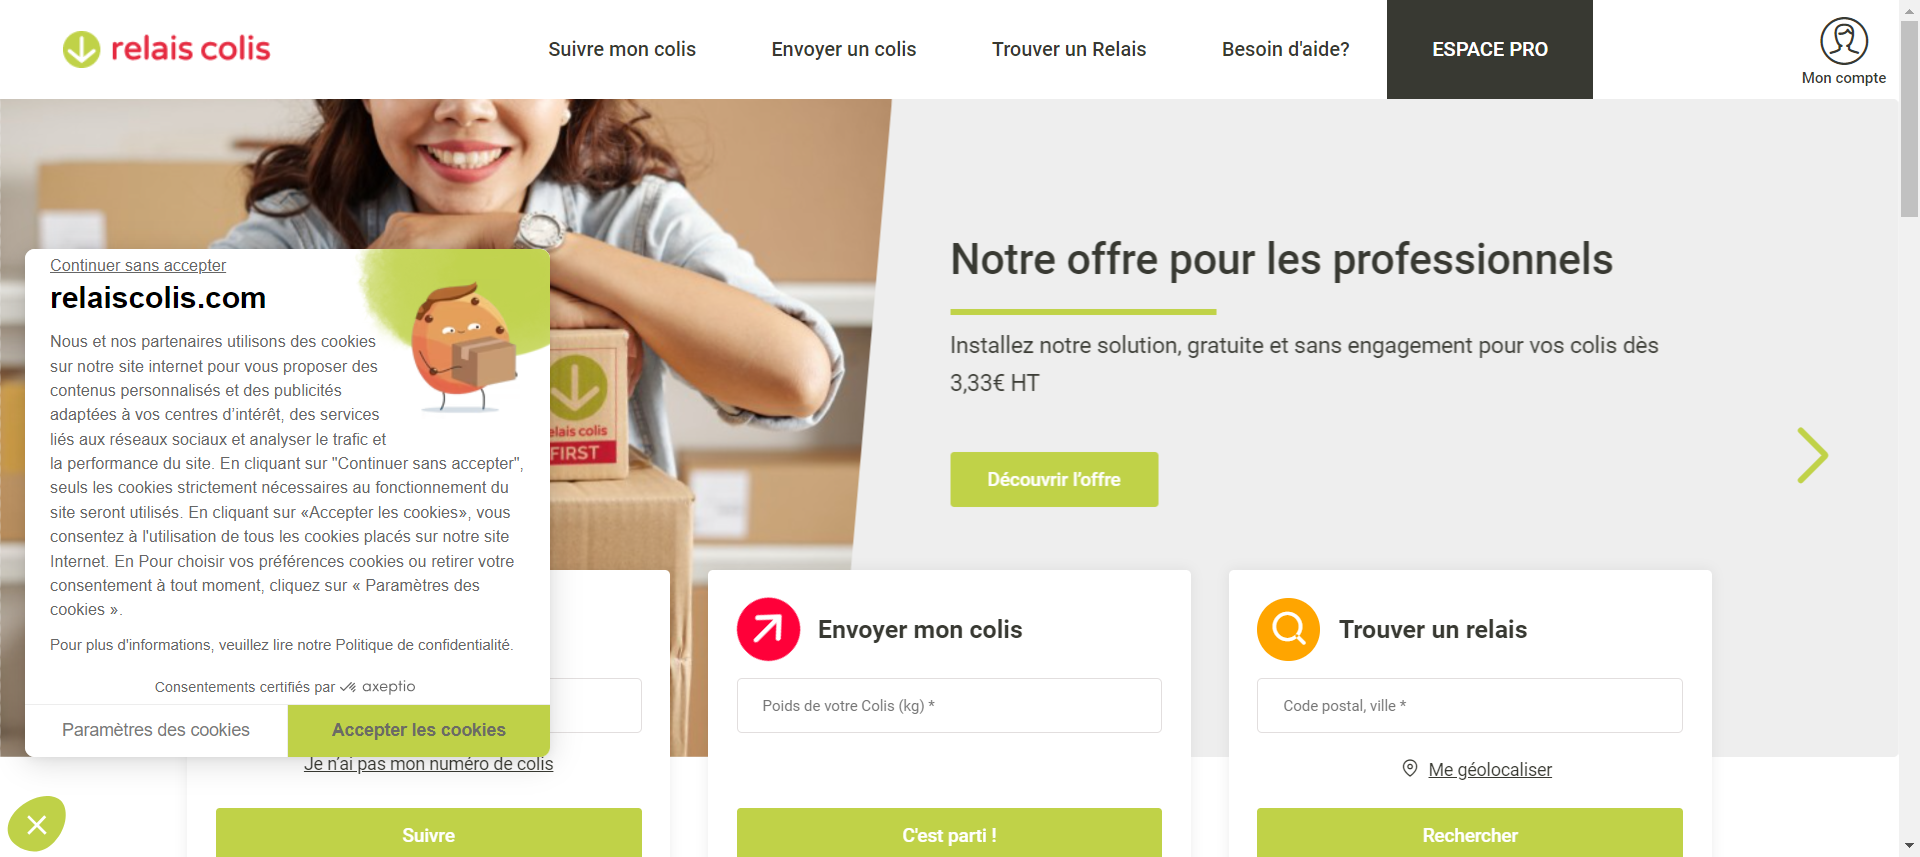 relais colis
Suivre mon colis
Envoyer un colis
Trouver un Relais
Besoin d'aide?
ESPACE PRO
Mon compte
Continuer sans accepter
relaiscolis.com
Nous et nos partenaires utilisons des cookies
sur notre site internet pour vous proposer des
contenus personnalisés et des publicités
adaptées à vos centres d’intérêt, des services
liés aux réseaux sociaux et analyser le trafic et
la performance du site. En cliquant sur "Continuer sans accepter",
seuls les cookies strictement nécessaires au fonctionnement du
site seront utilisés. En cliquant sur «Accepter les cookies», vous
consentez à l'utilisation de tous les cookies placés sur notre site
Internet. En Pour choisir vos préférences cookies ou retirer votre
consentement à tout moment, cliquez sur « Paramètres des
cookies ».
Pour plus d'informations, veuillez lire notre Politique de confidentialité.
Consentements certifiés par axeptio
Paramètres des cookies
Accepter les cookies
elais colis
FIRST
Notre offre pour les professionnels
Installez notre solution, gratuite et sans engagement pour vos colis dès
3,33€ HT
Découvrir l’offre
Je n’ai pas mon numéro de colis
Suivre
Envoyer mon colis
Poids de votre Colis (kg) *
C'est parti !
Trouver un relais
Code postal, ville *
Me géolocaliser
Rechercher